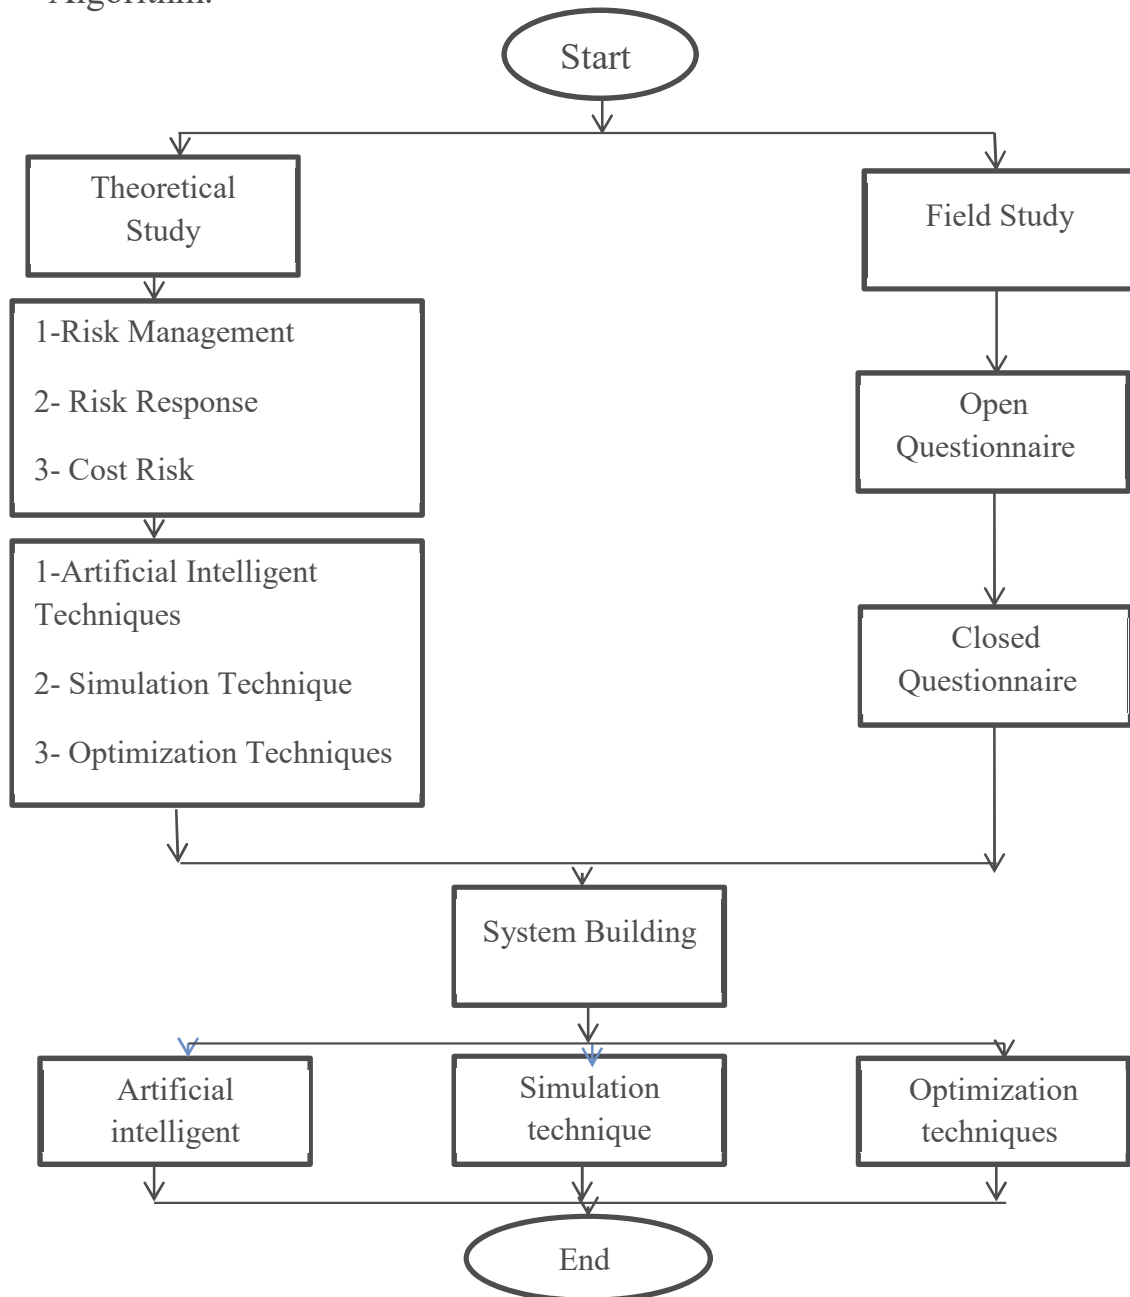 Algorithm.
Start
Theoretical
Study
Field Study
1-Risk Management
2- Risk Response
3- Cost Risk
Open
Questionnaire
1-Artificial Intelligent
Techniques
2- Simulation Technique
3- Optimization Techniques
Closed
Questionnaire
System Building
Artificial
intelligent
Simulation
technique
Optimization
techniques
End